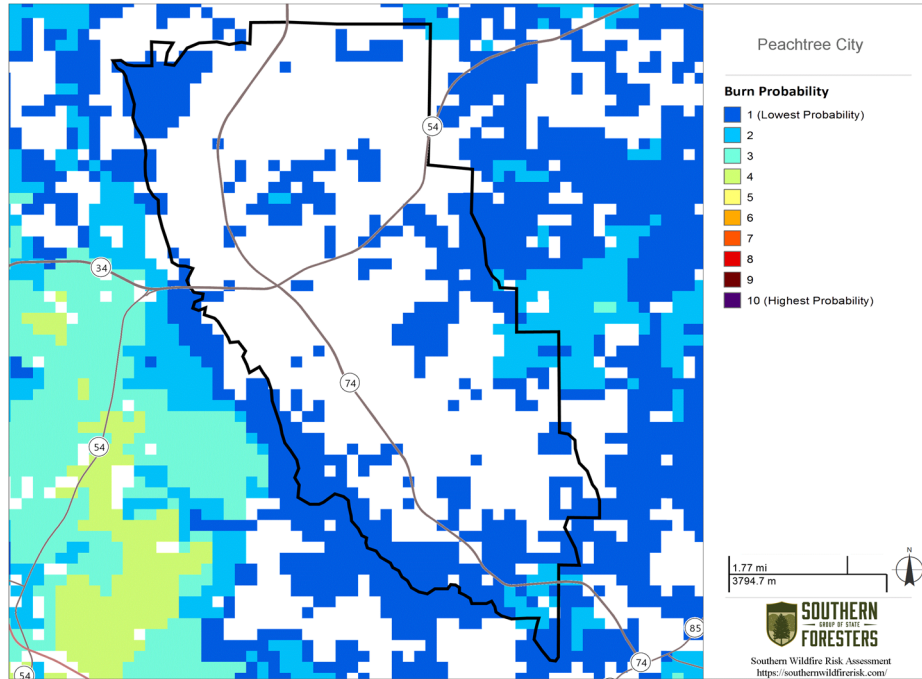 Peachtree City
Burn Probability
1 (Lowest Probability)
2
3
4
5
6
7
8
9
10 (Highest Probability)
54
34
74
54
54
85
74
N
1.77 mi
3794.7 m
SOUTHERN
GROUP OF STATE
FORESTERS
Southern Wildfire Risk Assessment
https://southernwildfirerisk.com/